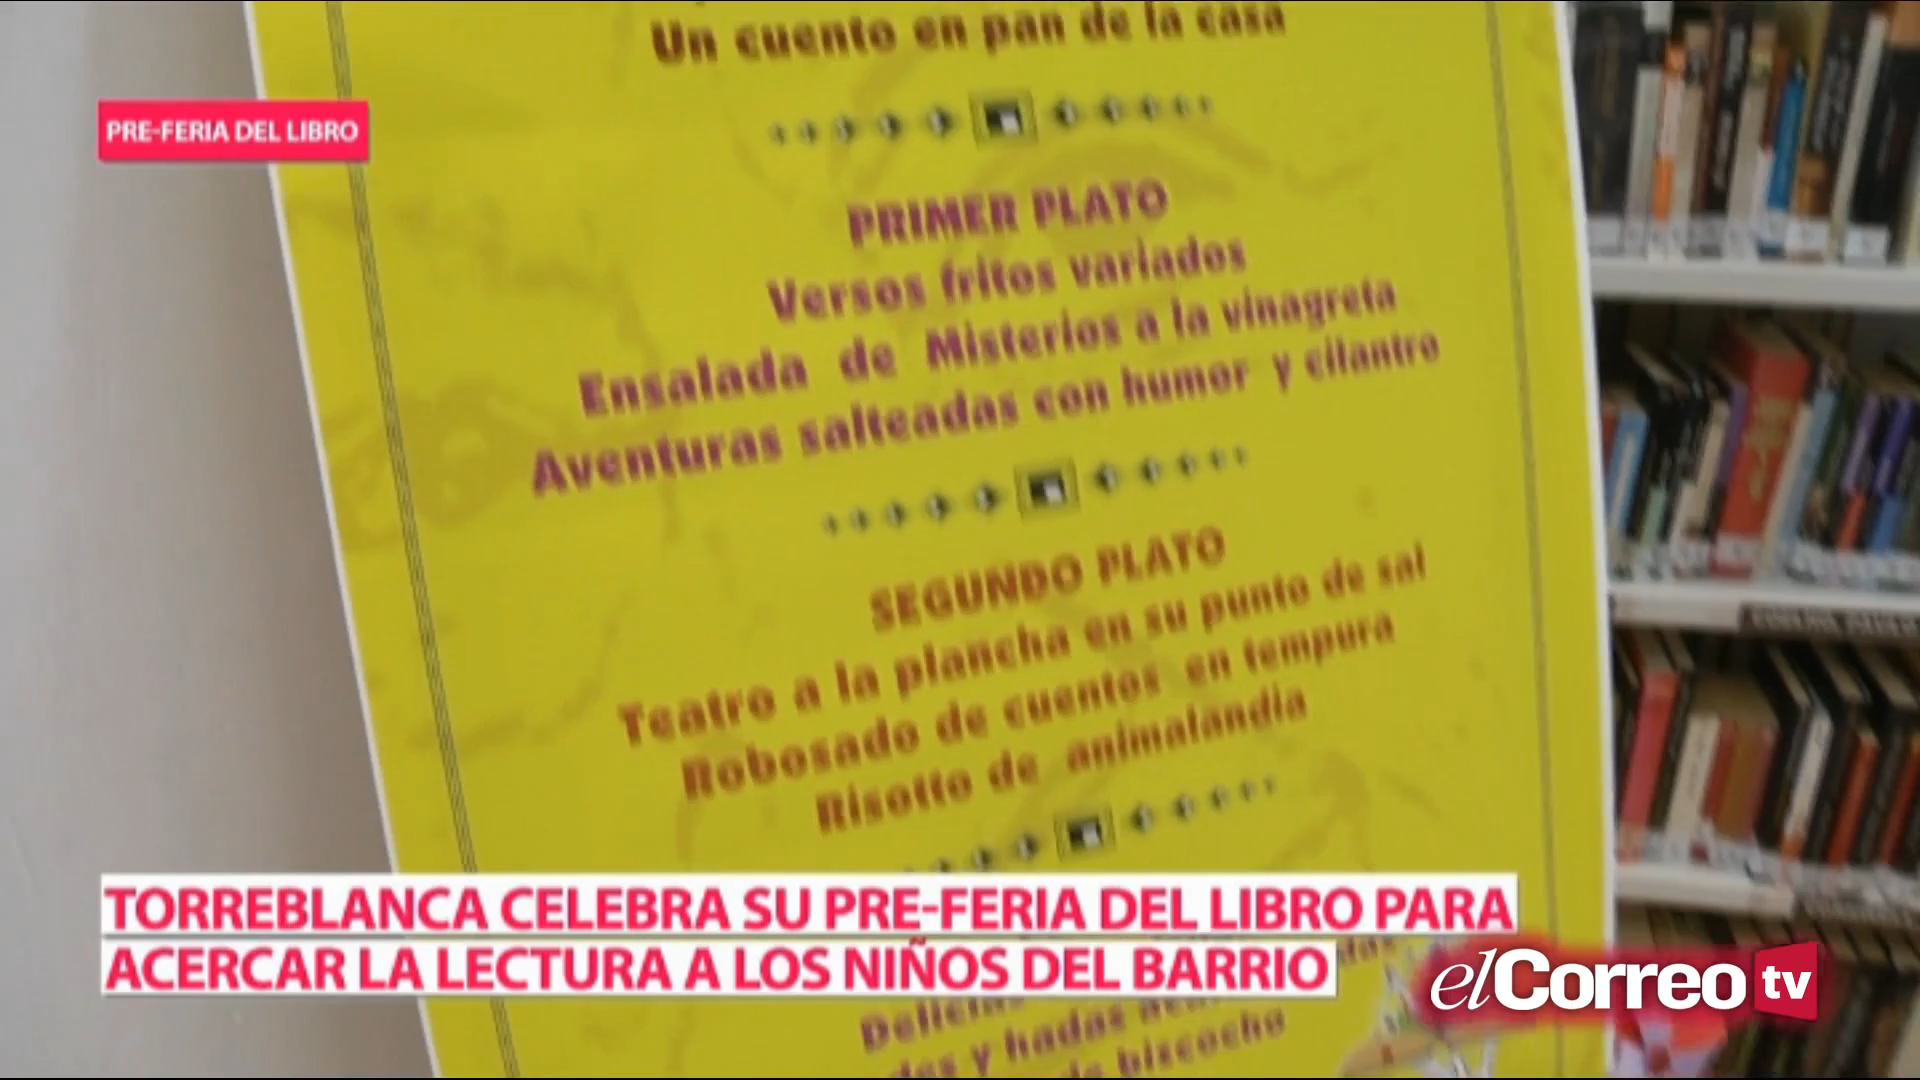 Un cuento en pan de la casa
PRE-FERIA DEL LIBRO
PRIMER PLATO
Versos fritos variados
Ensalada de Misterios a la vinagreta
Aventuras salteadas con humor y cilantro
SEGUNDO PLATO
Teatro a la plancha en su punto de sal
Robosado de cuentos en tempura
Risotto de animalandia
TORREBLANCA CELEBRA SU PRE-FERIA DEL LIBRO PARA
ACERCAR LA LECTURA A LOS NIÑOS DEL BARRIO
elCorreo tv
Delicias
y hadas
bizcocho